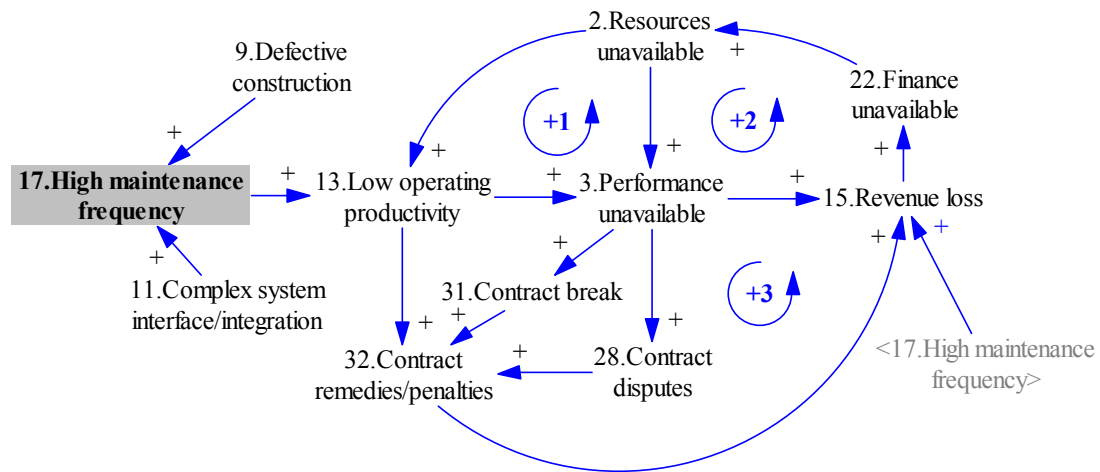 2.Resources
unavailable
+
9.Defective
construction
22.Finance
unavailable
+1
+2
+
+
+
+
17.High maintenance
frequency
+
13.Low operating
productivity
+
3.Performance
unavailable
+
15.Revenue loss
+
+
+
+
11.Complex system
interface/integration
31.Contract break
+3
+
+
+
32.Contract
remedies/penalties
+
28.Contract
disputes
<17.High maintenance
frequency>